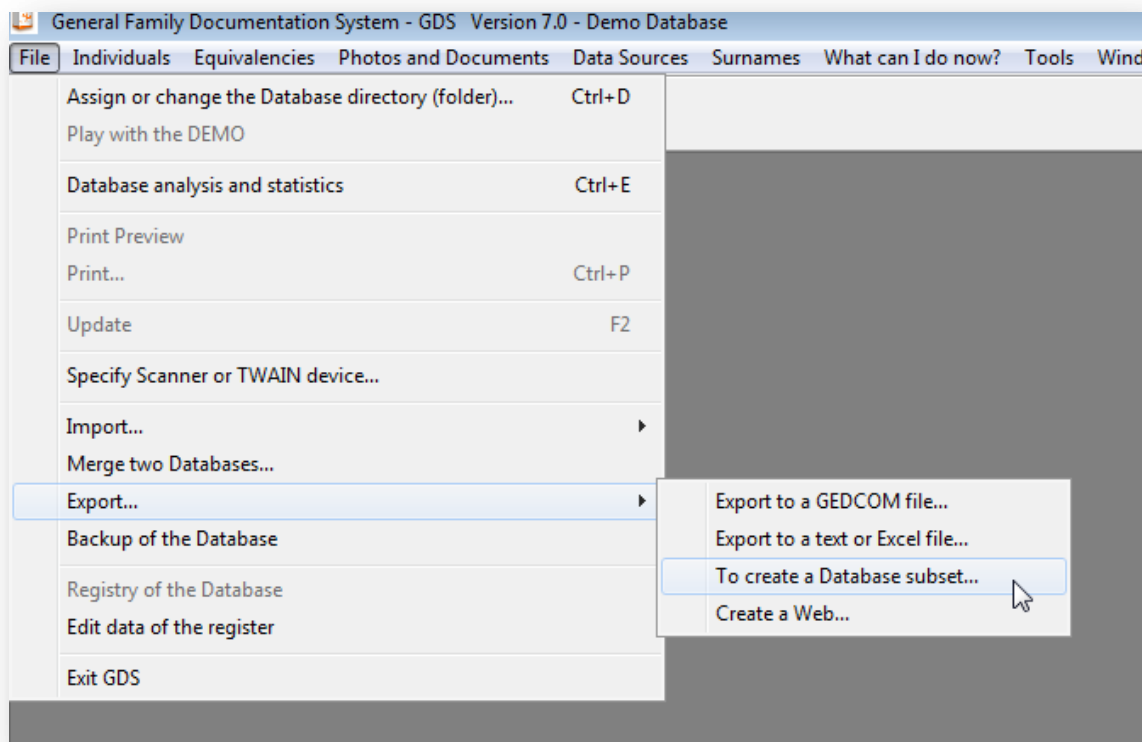 General Family Documentation System - GDS Version 7.0 - Demo Database
File Individuals Equivalencies Photos and Documents Data Sources Surnames What can I do now? Tools
Assign or change the Database directory (folder)... Ctrl+D
Play with the DEMO
Database analysis and statistics Ctrl+E
Print Preview
Print... Ctrl+P
Update F2
Specify Scanner or TWAIN device...
Import...
Merge two Databases...
Export...
Export to a GEDCOM file...
Backup of the Database
Export to a text or Excel file...
To create a Database subset...
Registry of the Database
Create a Web...
Edit data of the register
Exit GDS